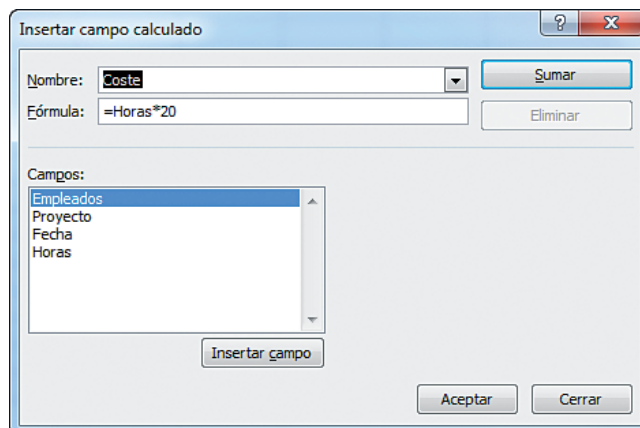 Insertar campo calculado
Nombre: Coste Sumar
Fórmula: =Horas*20 Eliminar
Campos:
Empleados
Proyecto
Fecha
Horas
Insertar campo
Aceptar Cerrar